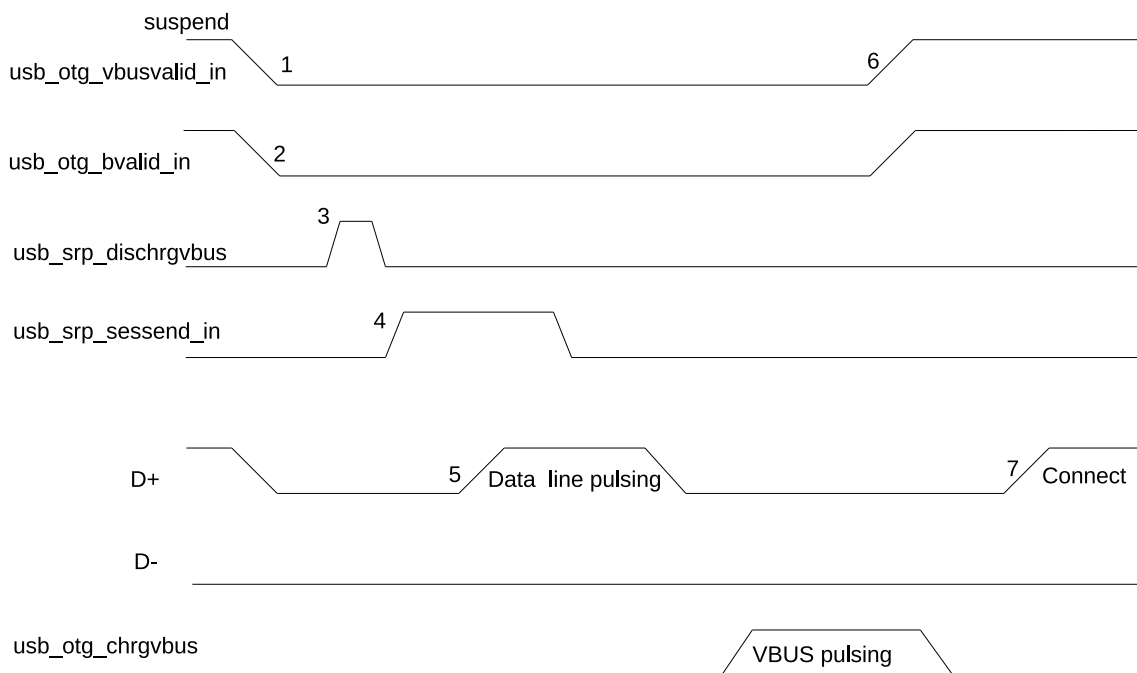 suspend
usb_otg_vbusvalid_in
1
6
usb_otg_bvalid_in
2
3
usb_srp_dischrgvbus
4
usb_srp_sessend_in
D+
5
Data line pulsing
7
Connect
D-
usb_otg_chrgvbus
VBUS pulsing